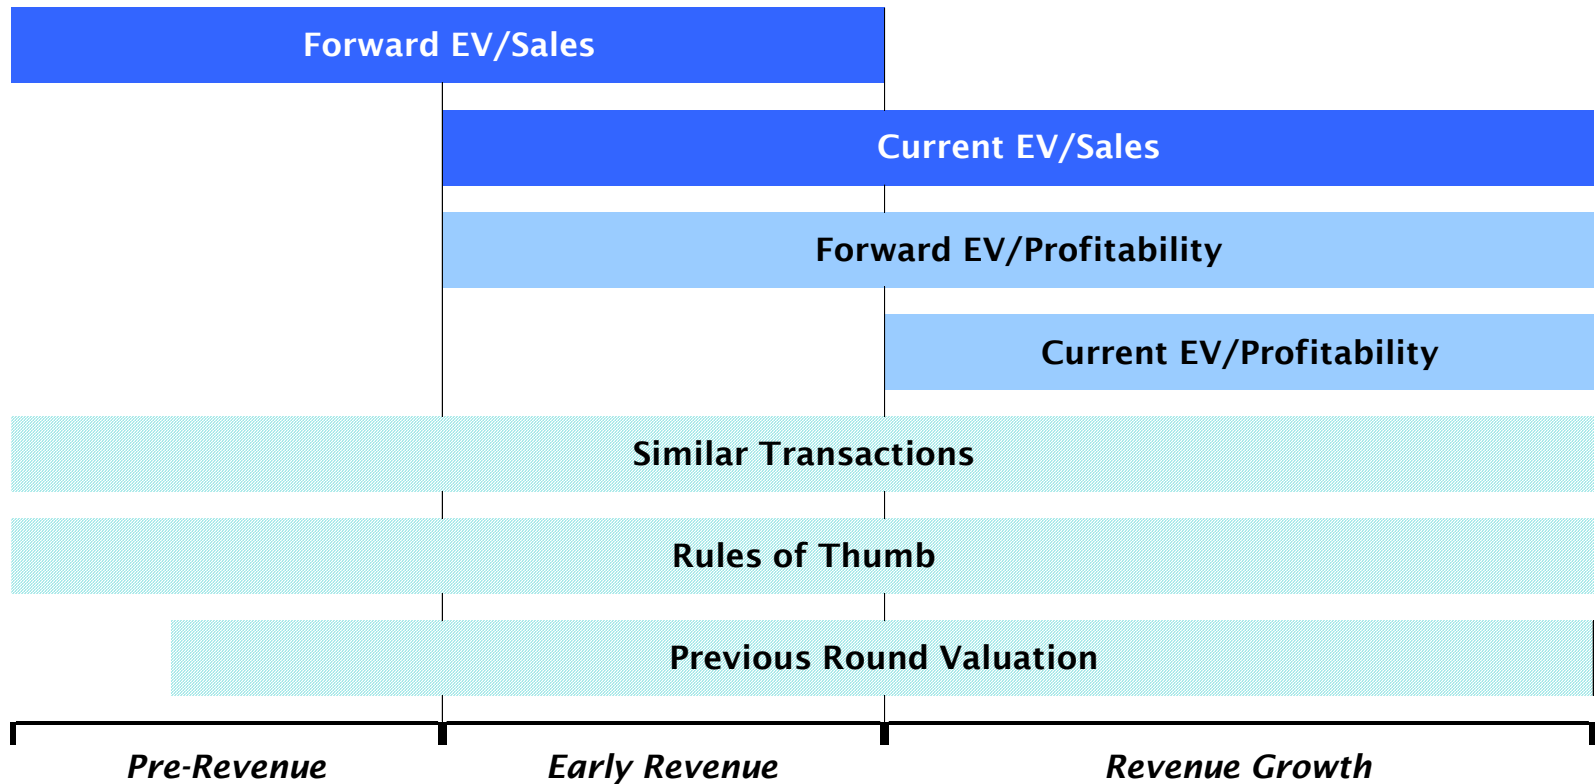 Forward EV/Sales
Current EV/Sales
Forward EV/Profitability
Current EV/Profitability
Similar Transactions
Rules of Thumb
Previous Round Valuation
Pre-Revenue
Early Revenue
Revenue Growth